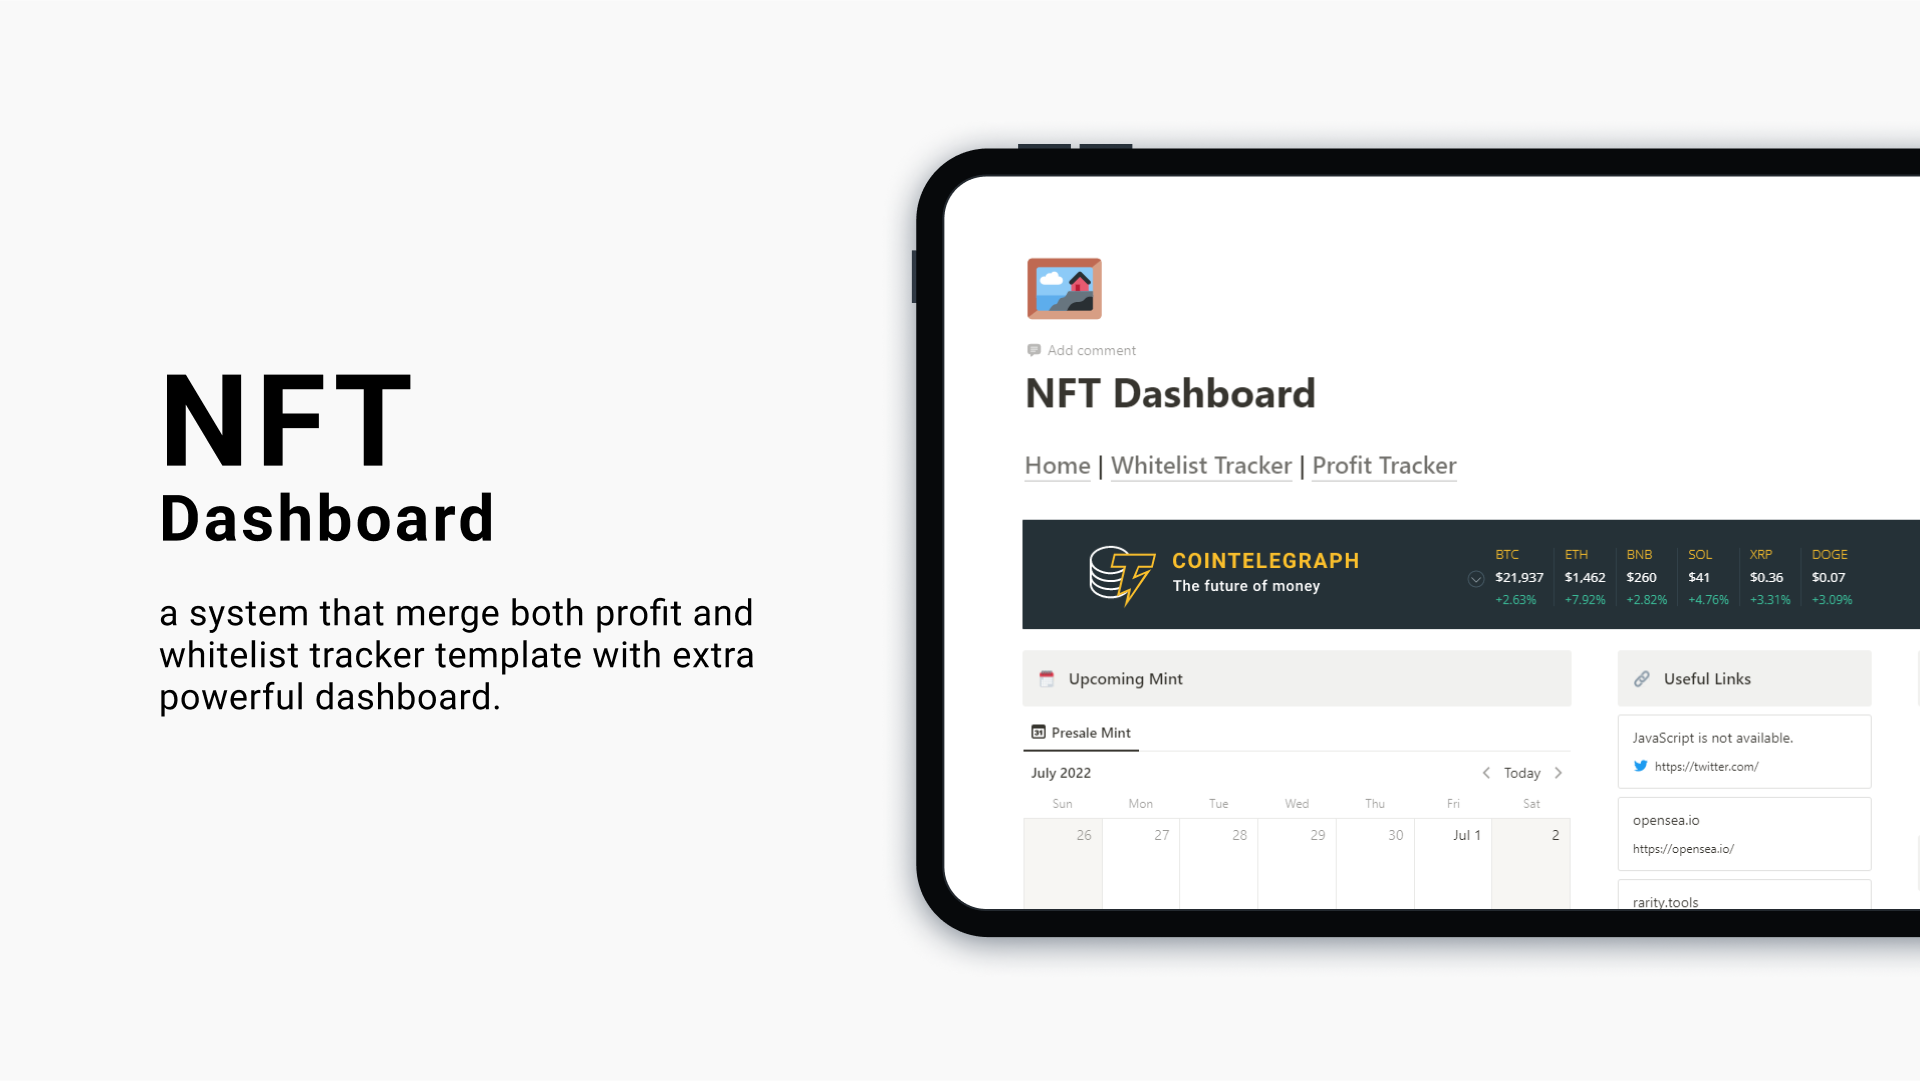 NFT
Dashboard
a system that merge both profit and
whitelist tracker template with extra
powerful dashboard.
Add comment
NFT Dashboard
Home | Whitelist Tracker | Profit Tracker
COINTELEGRAPH
The future of money
BTC ETH BNB SOL XRP DOGE
$21,937 $1,462 $260 $41 $0.36 $0.07
+2.63% +7.92% +2.82% +4.76% +3.31% +3.09%
Upcoming Mint
31 Presale Mint
July 2022 Today
Sun Mon Tue Wed Thu Fri Sat
26 27 28 29 30 Jul 1 2
Useful Links
JavaScript is not available.
https://twitter.com/
opensea.io
https://opensea.io/
rarity.tools